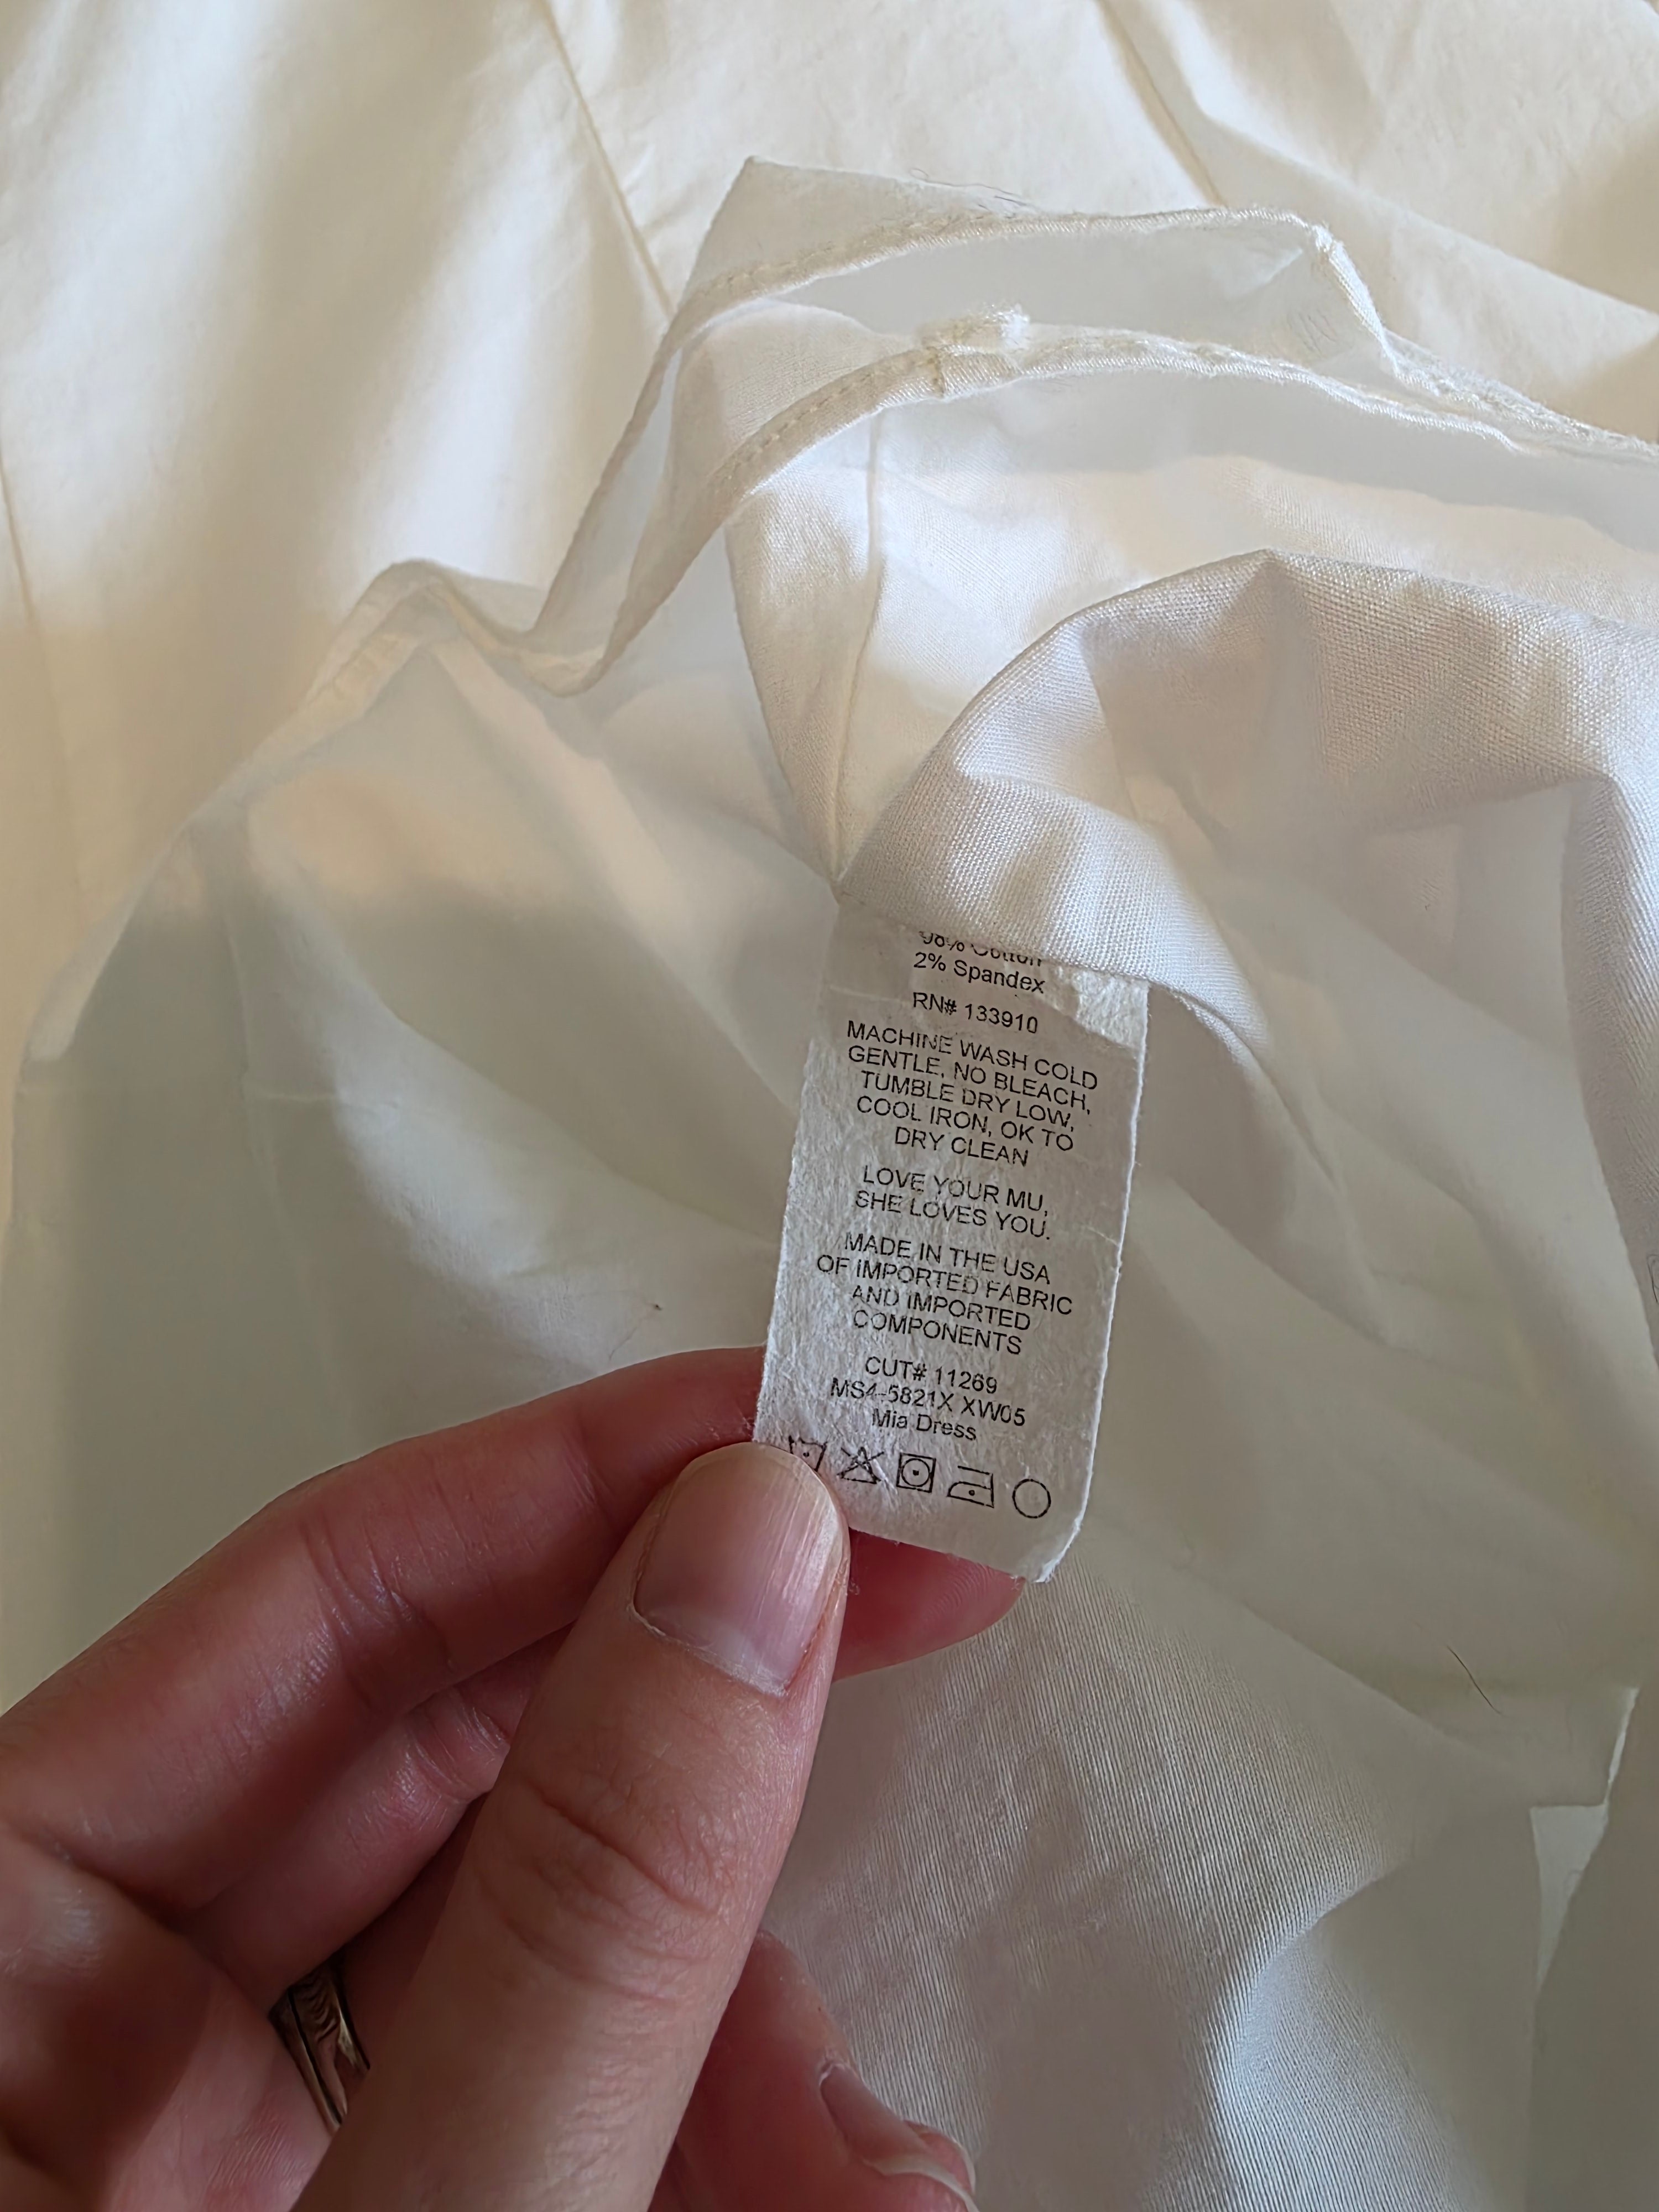 98% Cotton
2% Spandex
RN# 133910
MACHINE WASH COLD
GENTLE, NO BLEACH,
TUMBLE DRY LOW,
COOL IRON, OK TO
DRY CLEAN
LOVE YOUR MU,
SHE LOVES YOU.
MADE IN THE USA
OF IMPORTED FABRIC
AND IMPORTED
COMPONENTS
CUT# 11269
MS4-5821X XW05
Mia Dress